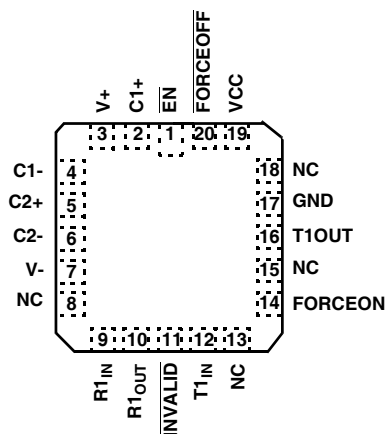 V+
C1+
EN
FORCEOFF
VCC
3
2
1
20
19
C1-
4
18
NC
C2+
5
17
GND
C2-
6
16
T1OUT
V-
7
15
NC
NC
8
14
FORCEON
9
10
11
12
13
R1IN
R1OUT
INVALID
T1IN
NC